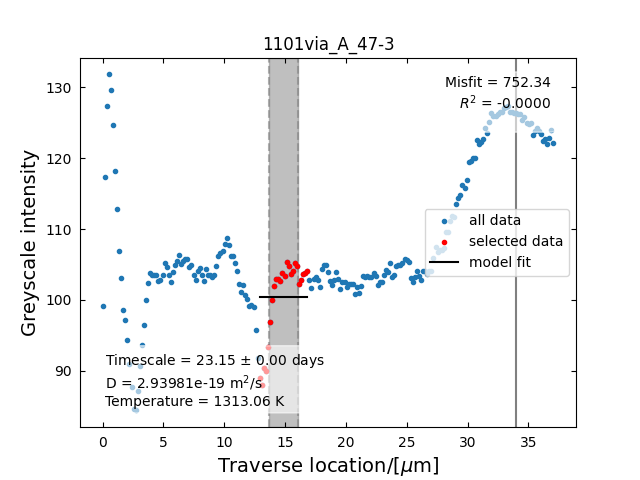 1101via_A_47-3
Misfit = 752.34
R² = -0.0000
Greyscale intensity
130
120
110
100
90
all data
selected data
model fit
Timescale = 23.15 ± 0.00 days
D = 2.93981e-19 m²/s
Temperature = 1313.06 K
0 5 10 15 20 25 30 35
Traverse location/[μm]